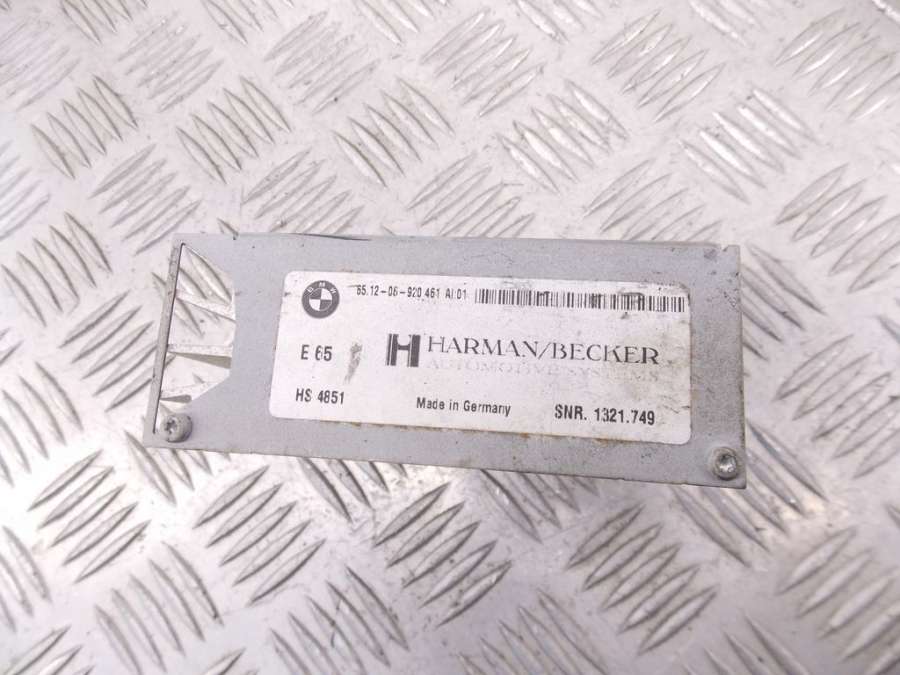 BMW
65.12-06-920 461 AI 01
E 65
H HARMAN/BECKER
AUTOMOTIVE SYSTEMS
HS 4851
Made in Germany
SNR. 1321.749